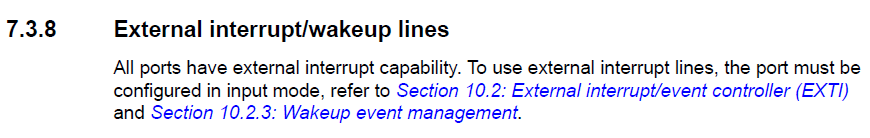 7.3.8 External interrupt/wakeup lines
All ports have external interrupt capability. To use external interrupt lines, the port must be
configured in input mode, refer to Section 10.2: External interrupt/event controller (EXTI)
and Section 10.2.3: Wakeup event management.